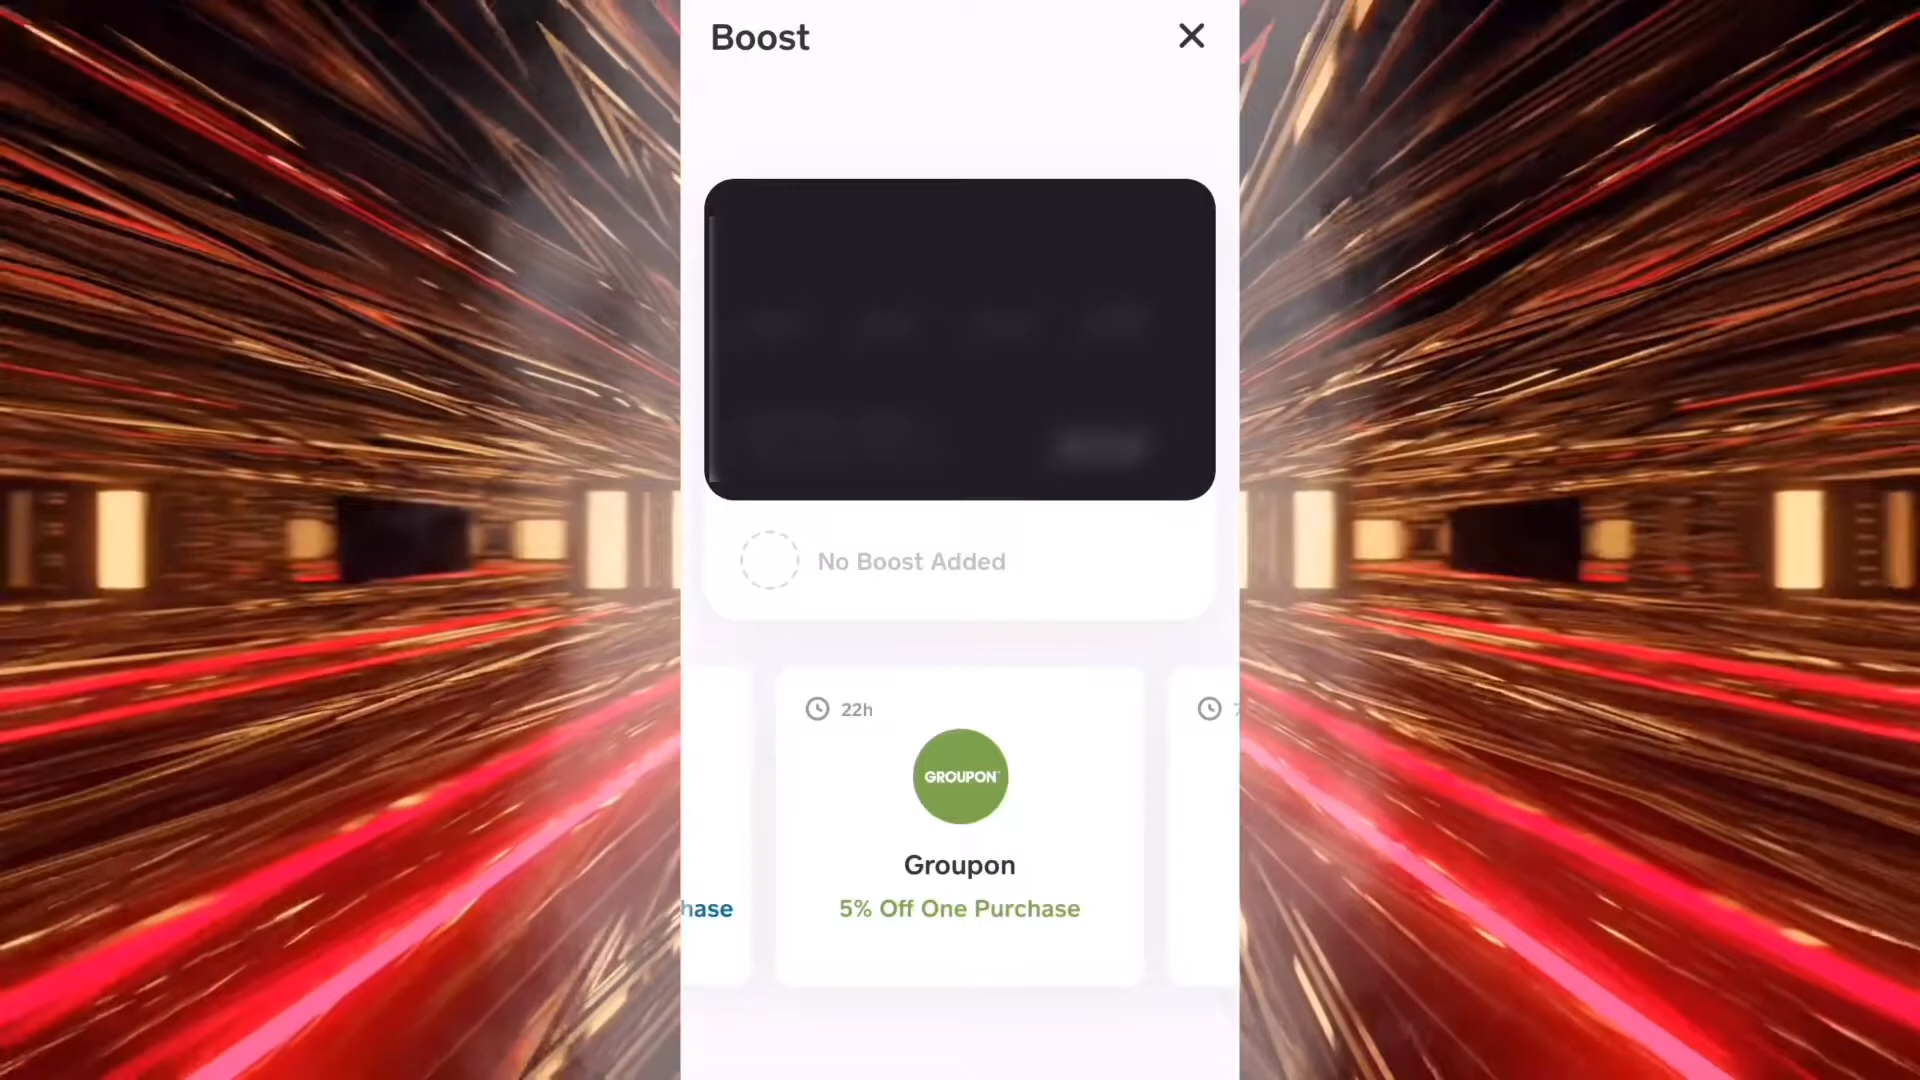 Boost
No Boost Added
22h
GROUPON
Groupon
hase
5% Off One Purchase